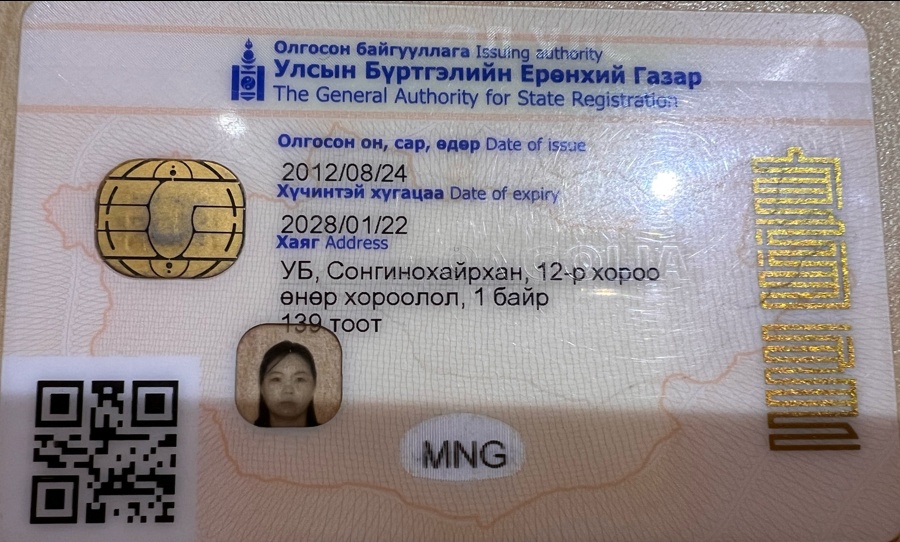 Олгосон байгууллага Issuing authority
Улсын Бүртгэлийн Ерөнхий Газар
The General Authority for State Registration
Олгосон он, сар, өдөр Date of issue
2012/08/24
Хүчинтэй хугацаа Date of expiry
2028/01/22
Хаяг Address
УБ, Сонгинохайрхан, 12-р хороо
өнөр хороолол, 1 байр
139 тоот
MNG